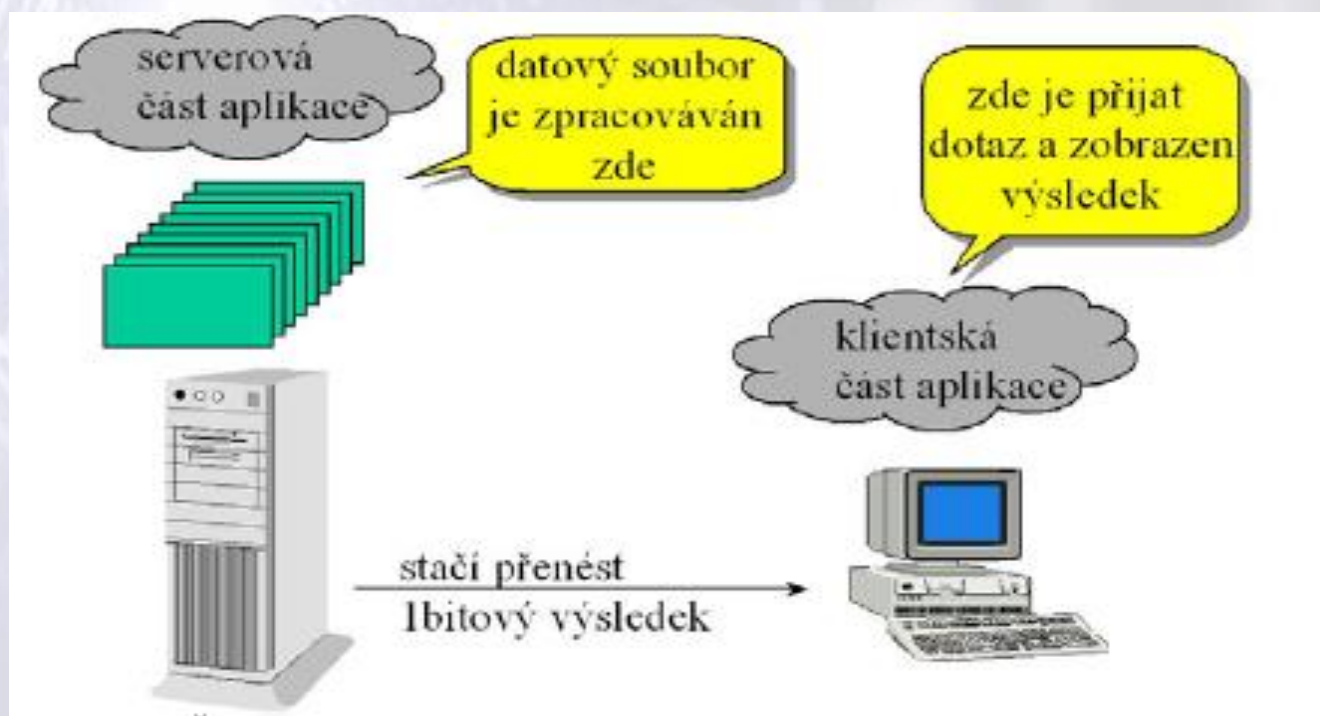 serverová
část aplikace
datový soubor
je zpracováván
zde
zde je přijat
dotaz a zobrazen
výsledek
klientská
část aplikace
stačí přenést
1bitový výsledek